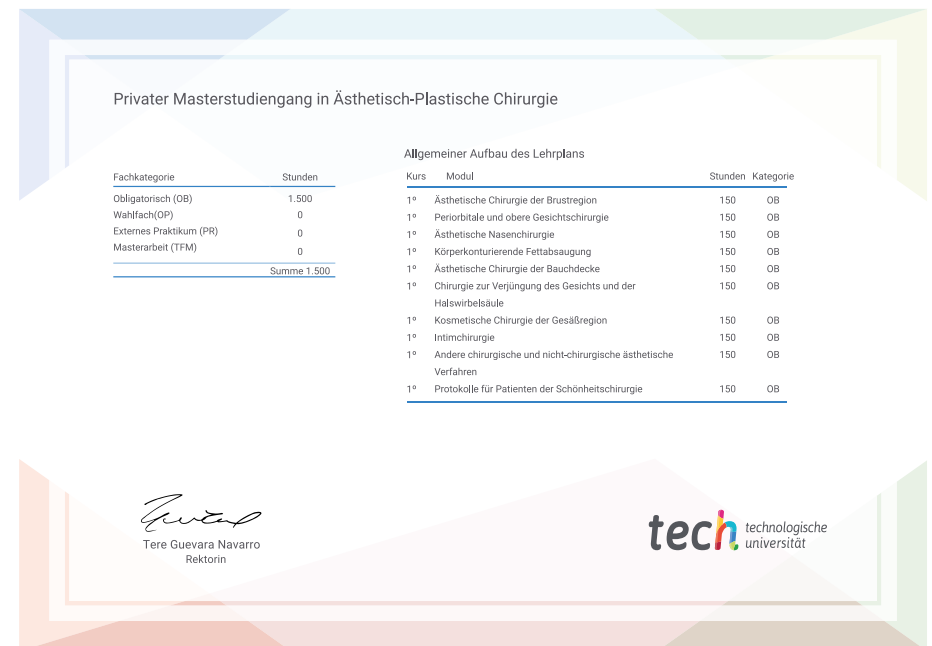 Privater Masterstudiengang in Ästhetisch-Plastische Chirurgie
Fachkategorie Stunden
Obligatorisch (OB) 1.500
Wahlfach(OP) 0
Externes Praktikum (PR) 0
Masterarbeit (TFM) 0
Summe 1.500
Allgemeiner Aufbau des Lehrplans
Kurs Modul Stunden Kategorie
1º Ästhetische Chirurgie der Brustregion 150 OB
1º Periorbitale und obere Gesichtschirurgie 150 OB
1º Ästhetische Nasenchirurgie 150 OB
1º Körperkonturierende Fettabsaugung 150 OB
1º Ästhetische Chirurgie der Bauchdecke 150 OB
1º Chirurgie zur Verjüngung des Gesichts und der 150 OB
Halswirbelsäule
1º Kosmetische Chirurgie der Gesäßregion 150 OB
1º Intimchirurgie 150 OB
1º Andere chirurgische und nicht-chirurgische ästhetische 150 OB
Verfahren
1º Protokolle für Patienten der Schönheitschirurgie 150 OB
Tere Guevara Navarro
Rektorin
tech technologische
universität